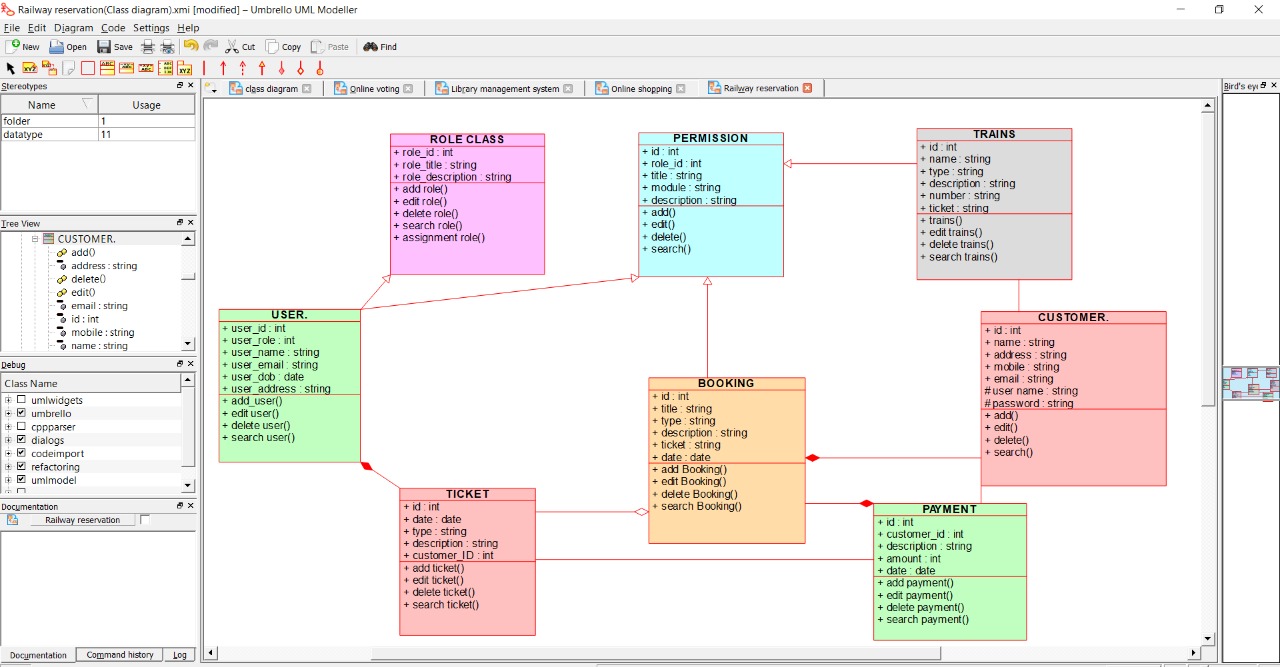 Railway reservation(Class diagram).xmi [modified] – Umbrello UML Modeller
File Edit Diagram Code Settings Help
New Open Save Cut Copy Paste Find
Stereotypes
Name Usage
folder 1
datatype 11
Tree View
CUSTOMER.
add()
address : string
delete()
edit()
email : string
id : int
mobile : string
name : string
Debug
Class Name
umlwidgets
umbrello
cppparser
dialogs
codeimport
refactoring
umlmodel
Documentation
Railway reservation
Documentation Command history Log
class diagram Online voting Library management system Online shopping Railway reservation
Bird's eye
ROLE CLASS
+ role_id : int
+ role_title : string
+ role_description : string
+ add role()
+ edit role()
+ delete role()
+ search role()
+ assignment role()
PERMISSION
+ id : int
+ role_id : int
+ title : string
+ module : string
+ description : string
+ add()
+ edit()
+ delete()
+ search()
TRAINS
+ id : int
+ name : string
+ type : string
+ description : string
+ number : string
+ ticket : string
+ trains()
+ edit trains()
+ delete trains()
+ search trains()
USER.
+ user_id : int
+ user_role : int
+ user_name : string
+ user_email : string
+ user_dob : date
+ user_address : string
+ add_user()
+ edit user()
+ delete user()
+ search user()
CUSTOMER.
+ id : int
+ name : string
+ address : string
+ mobile : string
+ email : string
# user name : string
# password : string
+ add()
+ edit()
+ delete()
+ search()
BOOKING
+ id : int
+ title : string
+ type : string
+ description : string
+ ticket : string
+ date : date
+ add Booking()
+ edit Booking()
+ delete Booking()
+ search Booking()
TICKET
+ id : int
+ date : date
+ type : string
+ description : string
+ customer_ID : int
+ add ticket()
+ edit ticket()
+ delete ticket()
+ search ticket()
PAYMENT
+ id : int
+ customer_id : int
+ description : string
+ amount : int
+ date : date
+ add payment()
+ edit payment()
+ delete payment()
+ search payment()